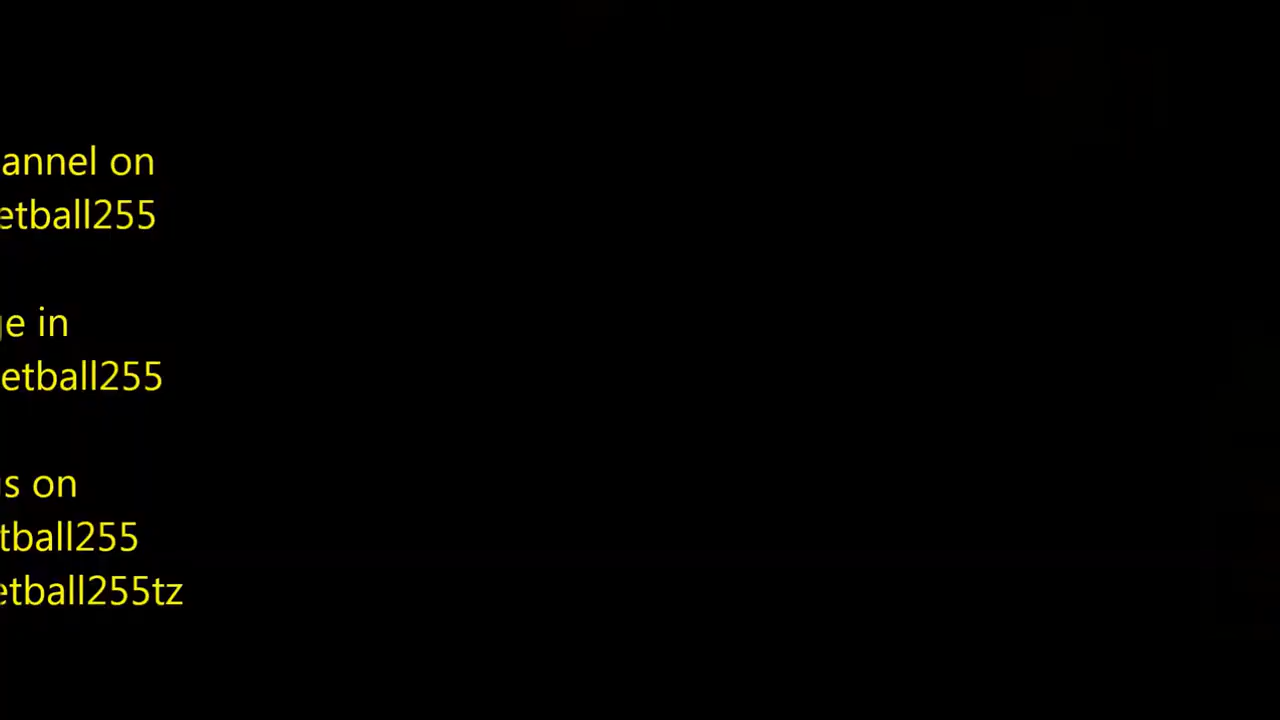 annel on
etball255
ge in
etball255
s on
tball255
etball255tz